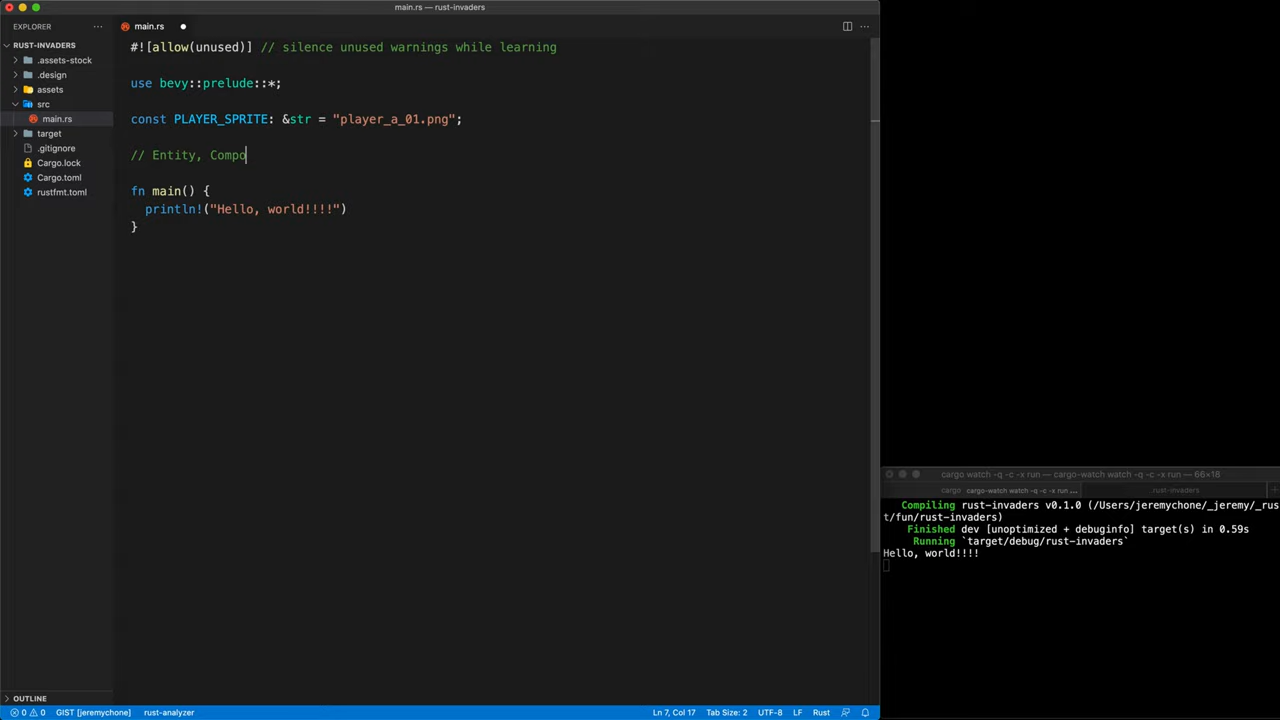 main.rs — rust-invaders
EXPLORER
RUST-INVADERS
.assets-stock
.design
assets
src
main.rs
target
.gitignore
Cargo.lock
Cargo.toml
rustfmt.toml
OUTLINE
main.rs
#![allow(unused)] // silence unused warnings while learning
use bevy::prelude::*;
const PLAYER_SPRITE: &str = "player_a_01.png";
// Entity, Compo
fn main() {
println!("Hello, world!!!!")
}
cargo watch -q -c -x run — cargo-watch watch -q -c -x run — 66×18
cargo cargo-watch watch -q -c -x run ... ..rust-invaders
Compiling rust-invaders v0.1.0 (/Users/jeremychone/_jeremy/_rus
t/fun/rust-invaders)
Finished dev [unoptimized + debuginfo] target(s) in 0.59s
Running `target/debug/rust-invaders`
Hello, world!!!!
0 0 GIST [jeremychone] rust-analyzer Ln 7, Col 17 Tab Size: 2 UTF-8 LF Rust